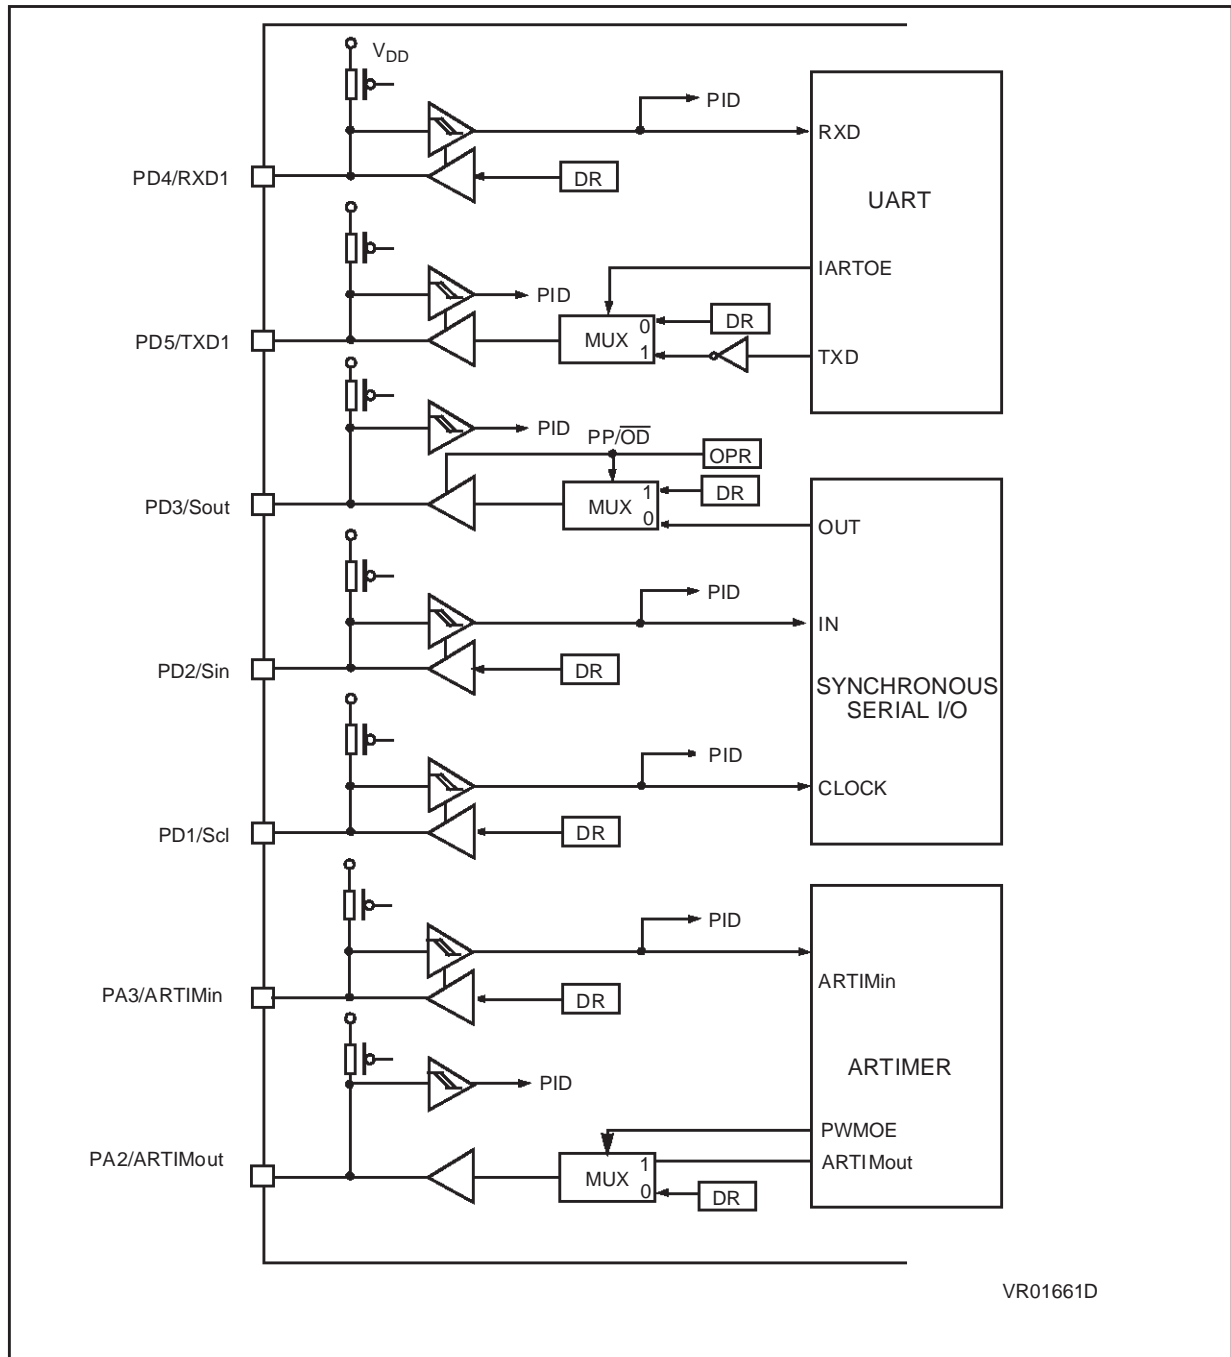 VDD
PID
RXD
PD4/RXD1
DR
UART
IARTOE
PID
DR
PD5/TXD1
MUX
0
1
TXD
PID
PP/OD
OPR
DR
PD3/Sout
MUX
1
0
OUT
PID
IN
PD2/Sin
DR
SYNCHRONOUS
SERIAL I/O
PID
CLOCK
PD1/Scl
DR
PID
ARTIMin
PA3/ARTIMin
DR
ARTIMER
PID
PWMOE
PA2/ARTIMout
MUX
1
0
ARTIMout
DR
VR01661D